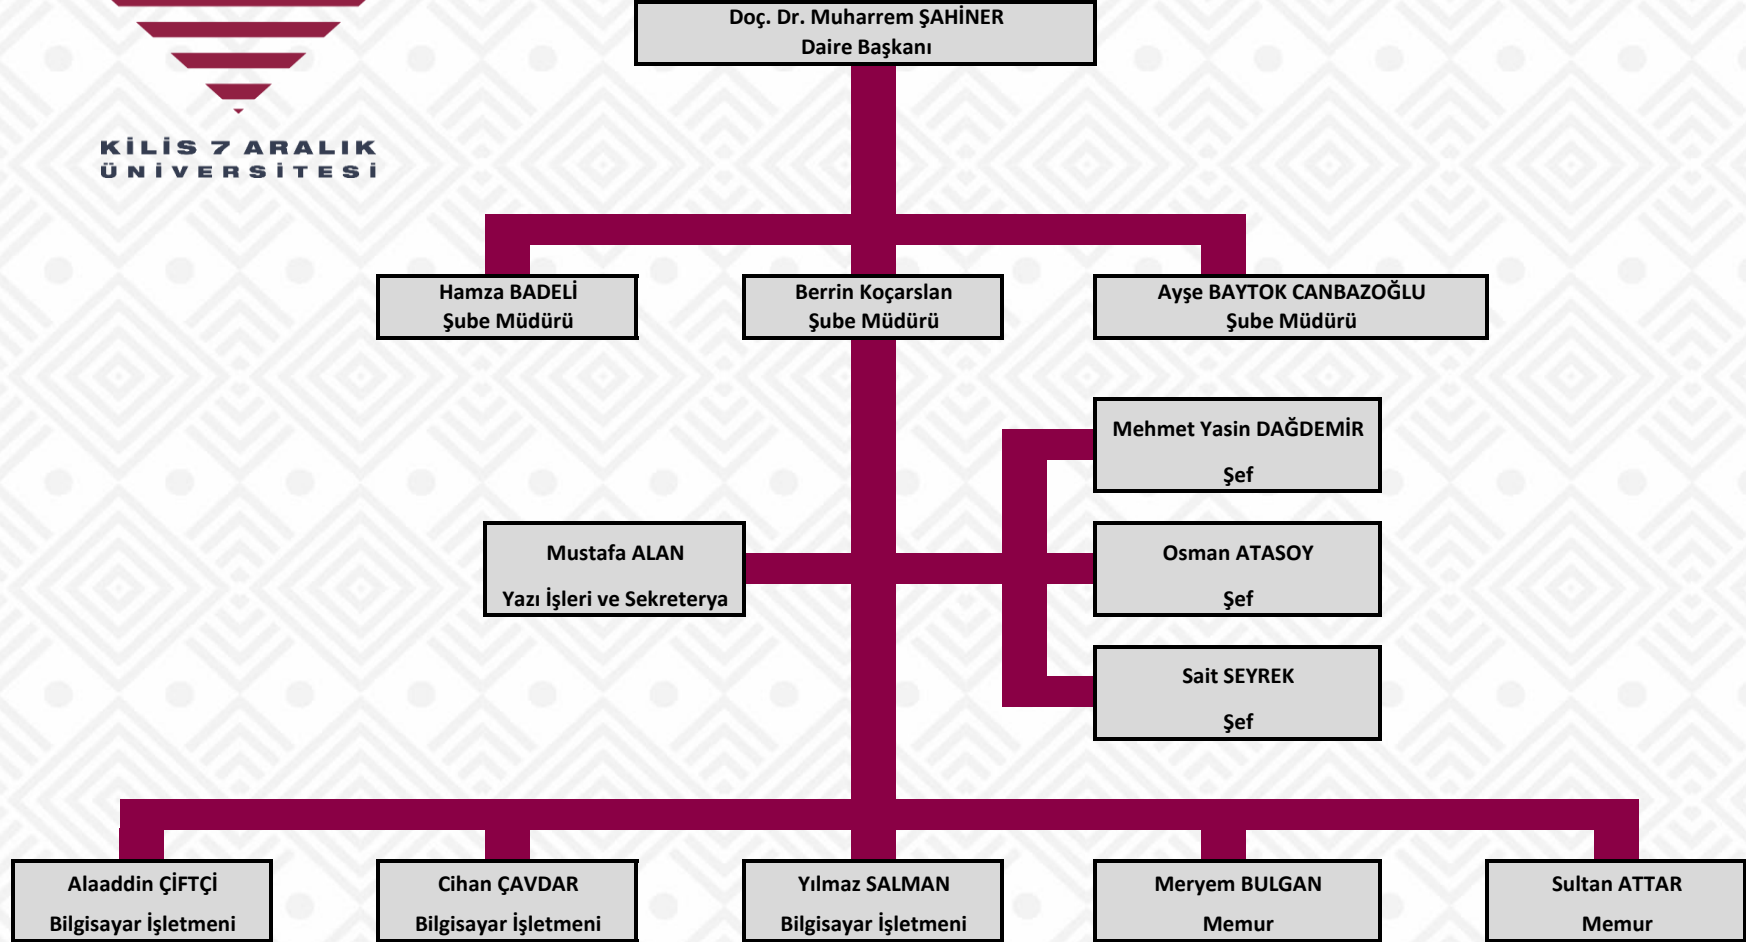 Doç. Dr. Muharrem ŞAHİNER
Daire Başkanı
KİLİS 7 ARALIK
ÜNİVERSİTESİ
Hamza BADELİ
Şube Müdürü
Berrin Koçarslan
Şube Müdürü
Ayşe BAYTOK CANBAZOĞLU
Şube Müdürü
Mehmet Yasin DAĞDEMİR
Şef
Mustafa ALAN
Yazı İşleri ve Sekreterya
Osman ATASOY
Şef
Sait SEYREK
Şef
Alaaddin ÇİFTÇİ
Bilgisayar İşletmeni
Cihan ÇAVDAR
Bilgisayar İşletmeni
Yılmaz SALMAN
Bilgisayar İşletmeni
Meryem BULGAN
Memur
Sultan ATTAR
Memur